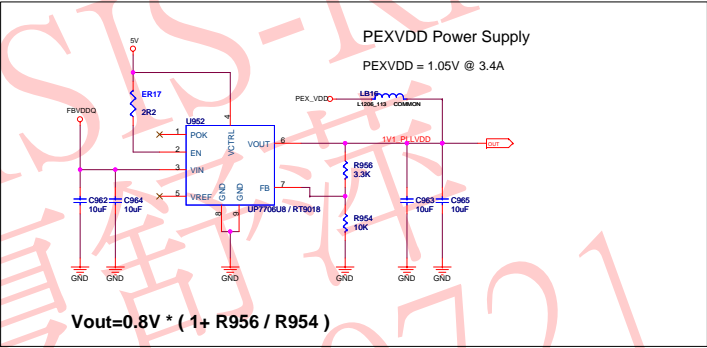 PEXVDD Power Supply
PEXVDD = 1.05V @ 3.4A
5V
ER17
2R2
FBVDDQ
PEX_VDD
LB16
L1206_113 COMMON
U952
1 POK
2 EN
3 VIN
5 VREF
4 VCTRL
VOUT 6
FB 7
GND 8
GND 9
UP7706U8 / RT9018
1V1_PLLVDD
OUT
R956
3.3K
R954
10K
C962
10uF
C964
10uF
C963
10uF
C965
10uF
GND
GND
GND
GND
GND
GND
Vout=0.8V * ( 1+ R956 / R954 )